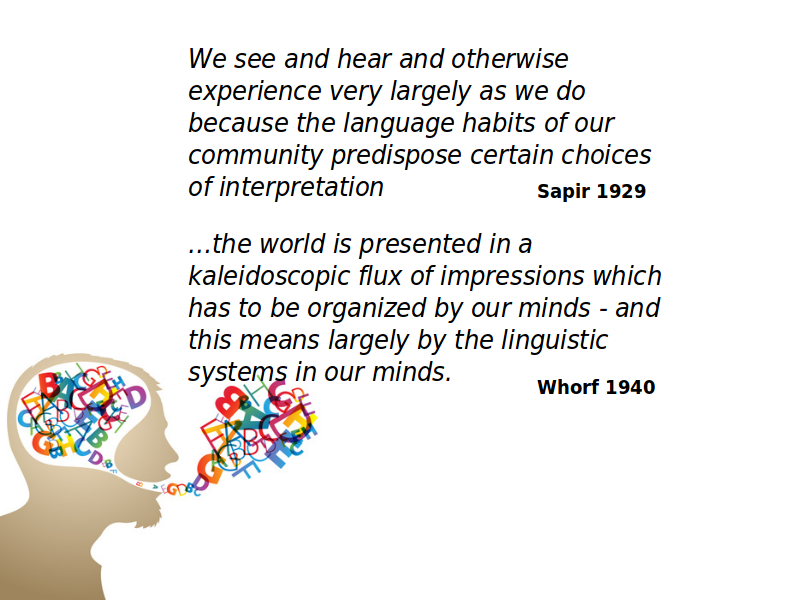 We see and hear and otherwise
experience very largely as we do
because the language habits of our
community predispose certain choices
of interpretation
Sapir 1929
...the world is presented in a
kaleidoscopic flux of impressions which
has to be organized by our minds - and
this means largely by the linguistic
systems in our minds.
Whorf 1940